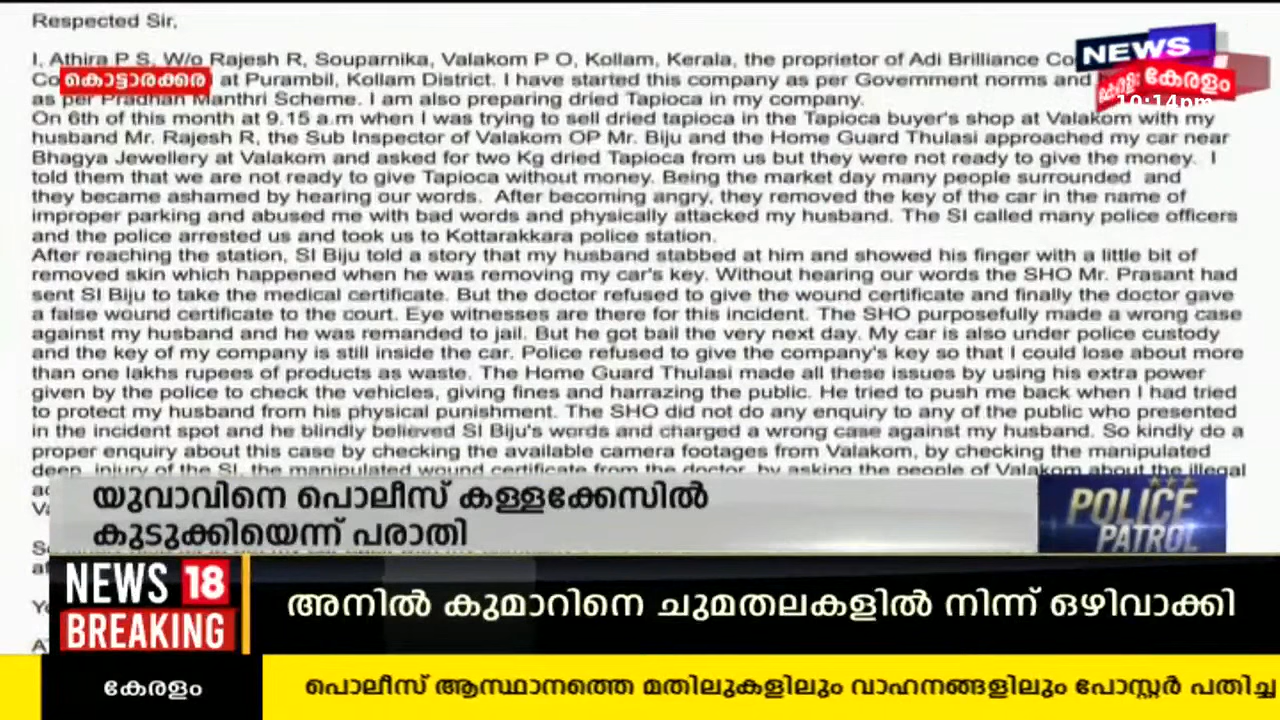 Respected Sir,
I, Athira P S, W/o Rajesh R, Souparnika, Valakom P O, Kollam, Kerala, the proprietor of Adi Brilliance
at Purambil, Kollam District. I have started this company as per Government norms and
as per Pradhan Manthri Scheme. I am also preparing dried Tapioca in my company.
On 6th of this month at 9.15 a.m when I was trying to sell dried tapioca in the Tapioca buyer's shop at Valakom with my
husband Mr. Rajesh R, the Sub Inspector of Valakom OP Mr. Biju and the Home Guard Thulasi approached my car near
Bhagya Jewellery at Valakom and asked for two Kg dried Tapioca from us but they were not ready to give the money. I
told them that we are not ready to give Tapioca without money. Being the market day many people surrounded and
they became ashamed by hearing our words. After becoming angry, they removed the key of the car in the name of
improper parking and abused me with bad words and physically attacked my husband. The SI called many police officers
and the police arrested us and took us to Kottarakkara police station.
After reaching the station, SI Biju told a story that my husband stabbed at him and showed his finger with a little bit of
removed skin which happened when he was removing my car's key. Without hearing our words the SHO Mr. Prasant had
sent SI Biju to take the medical certificate. But the doctor refused to give the wound certificate and finally the doctor gave
a false wound certificate to the court. Eye witnesses are there for this incident. The SHO purposefully made a wrong case
against my husband and he was remanded to jail. But he got bail the very next day. My car is also under police custody
and the key of my company is still inside the car. Police refused to give the company's key so that I could lose about more
than one lakhs rupees of products as waste. The Home Guard Thulasi made all these issues by using his extra power
given by the police to check the vehicles, giving fines and harrazing the public. He tried to push me back when I had tried
to protect my husband from his physical punishment. The SHO did not do any enquiry to any of the public who presented
in the incident spot and he blindly believed SI Biju's words and charged a wrong case against my husband. So kindly do a
proper enquiry about this case by checking the available camera footages from Valakom, by checking the manipulated
deep injury of the SI, the manipulated wound certificate from the doctor, by asking the people of Valakom about the illegal
കൊട്ടാരക്കര
NEWS
കേരളം
10:14pm
യുവാവിനെ പൊലീസ് കള്ളക്കേസിൽ
കുടുക്കിയെന്ന് പരാതി
POLICE
PATROL
NEWS 18
BREAKING
അനിൽ കുമാറിനെ ചുമതലകളിൽ നിന്ന് ഒഴിവാക്കി
കേരളം
പൊലീസ് ആസ്ഥാനത്തെ മതിലുകളിലും വാഹനങ്ങളിലും പോസ്റ്റർ പതിച്ച